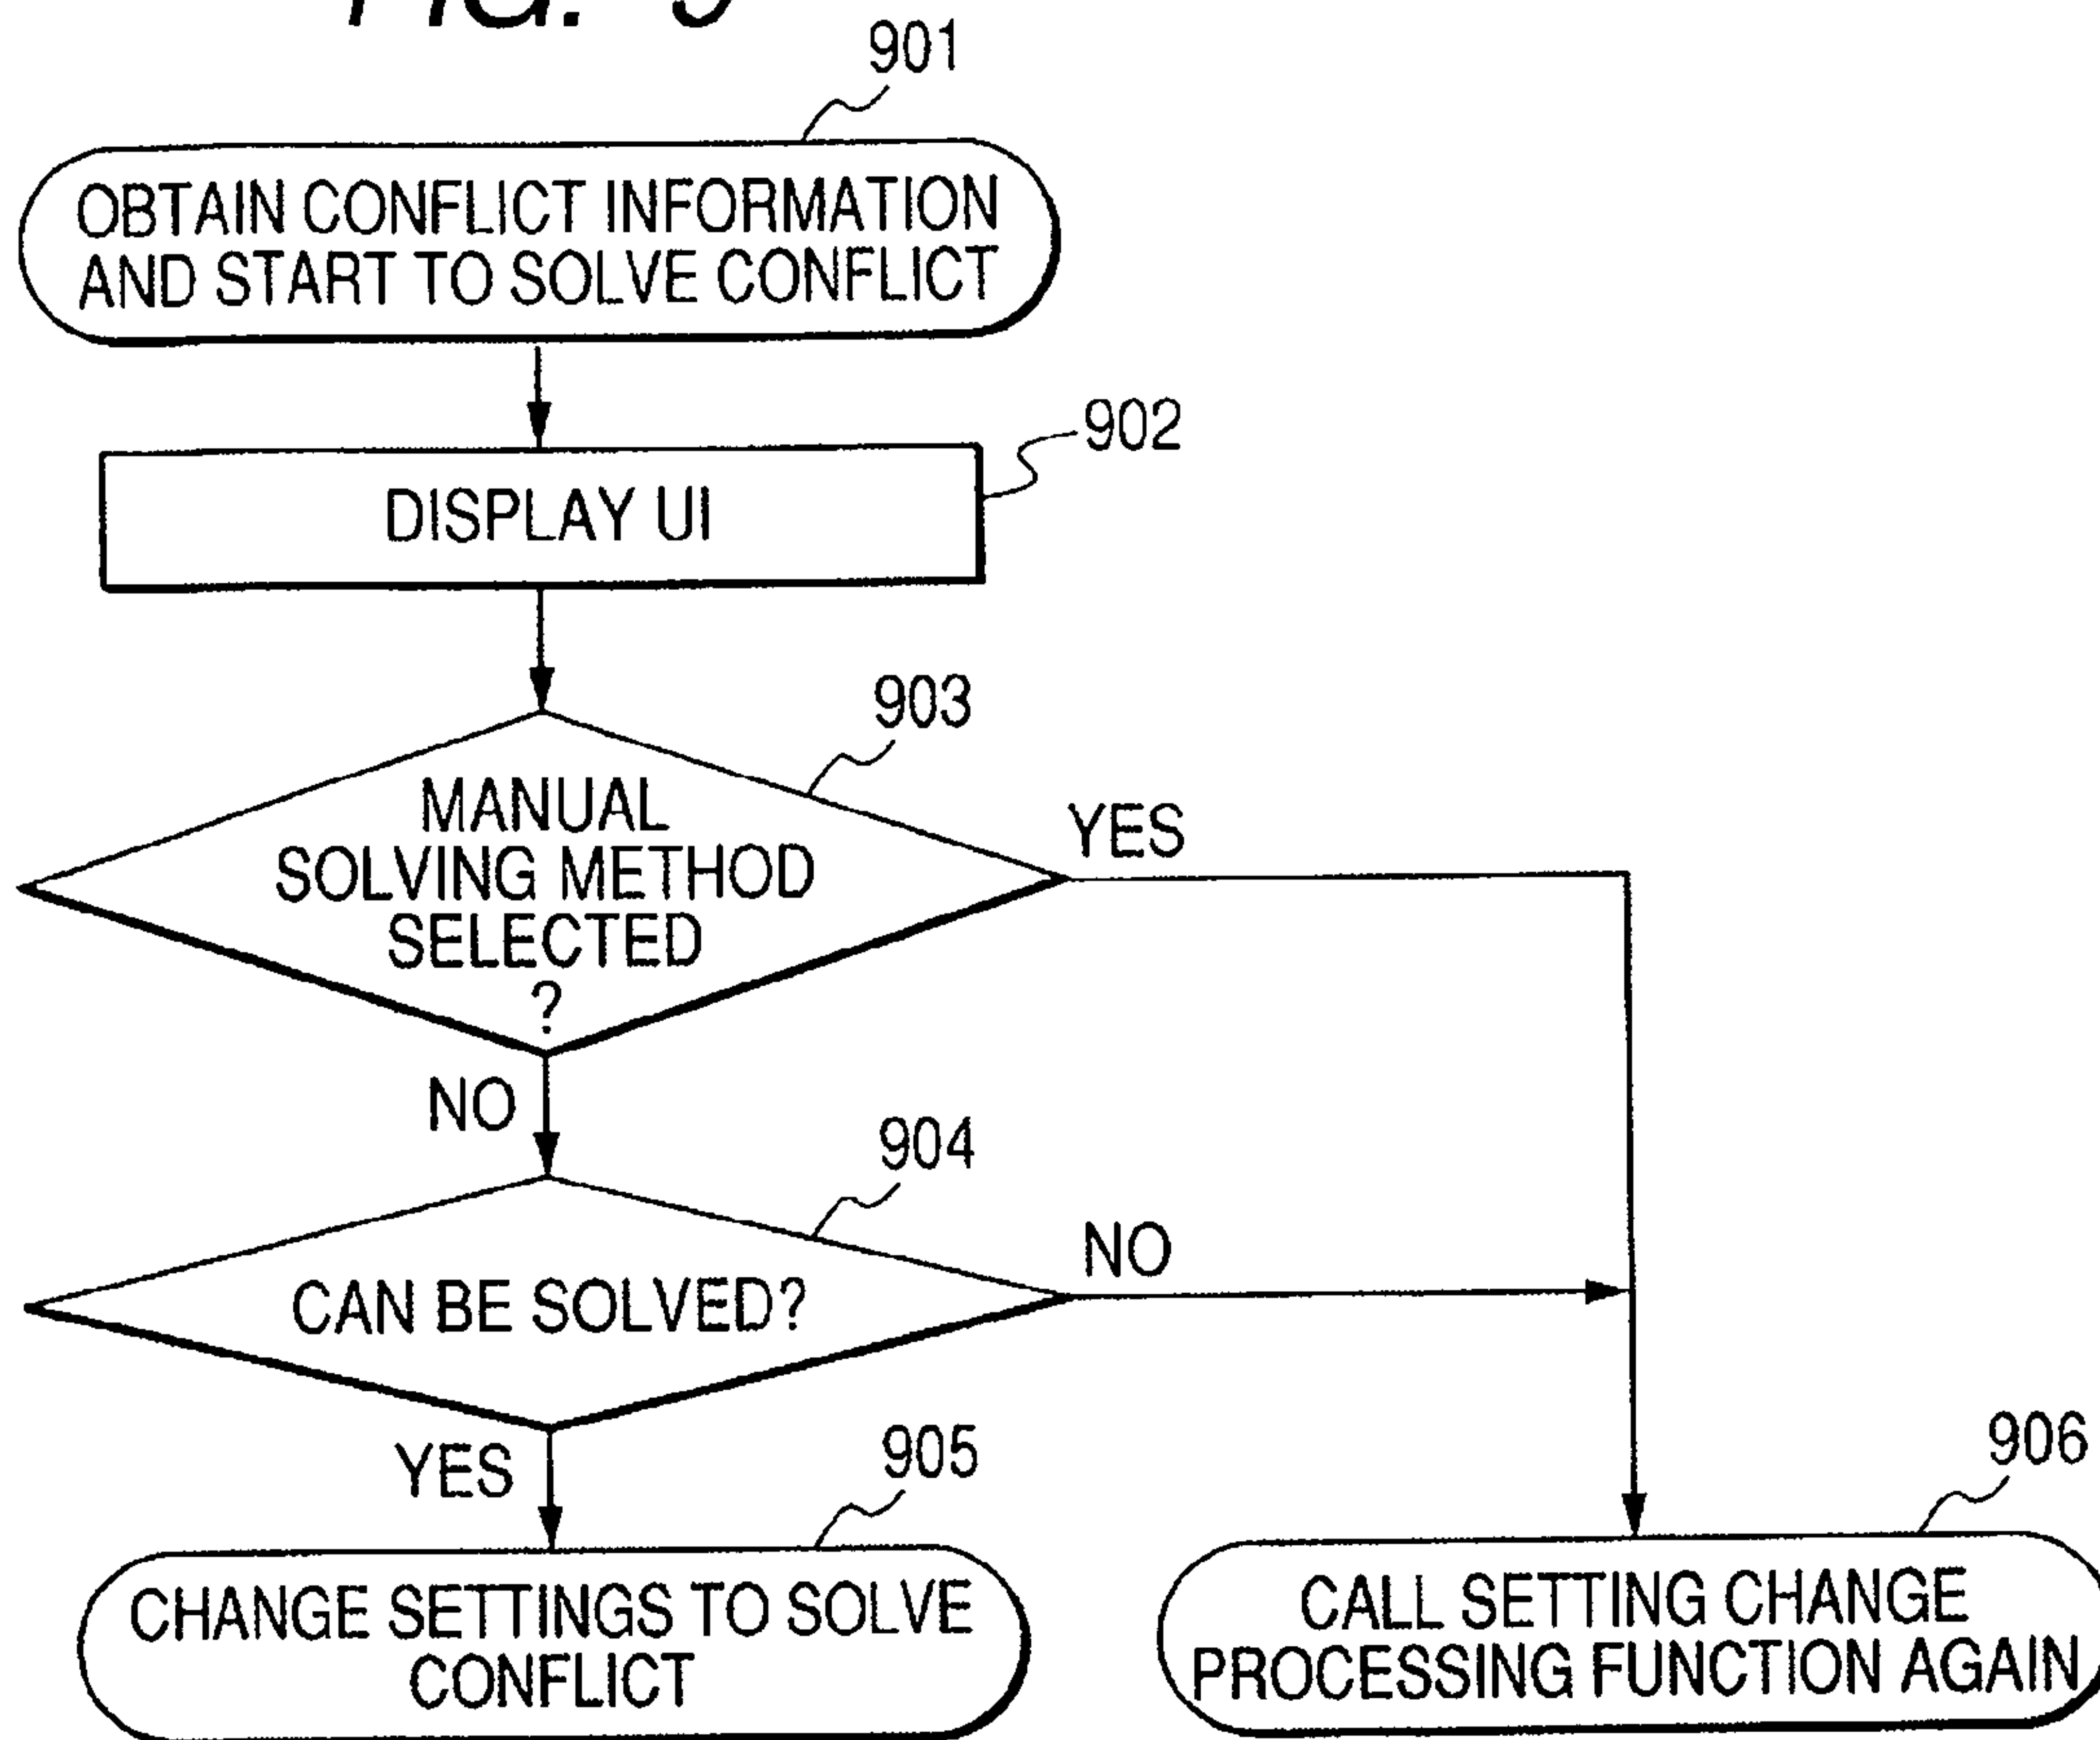 FIG. 9
901
OBTAIN CONFLICT INFORMATION
AND START TO SOLVE CONFLICT
902
DISPLAY UI
903
MANUAL
SOLVING METHOD
SELECTED
?
YES
NO
904
CAN BE SOLVED?
NO
YES
905
CHANGE SETTINGS TO SOLVE
CONFLICT
906
CALL SETTING CHANGE
PROCESSING FUNCTION AGAIN